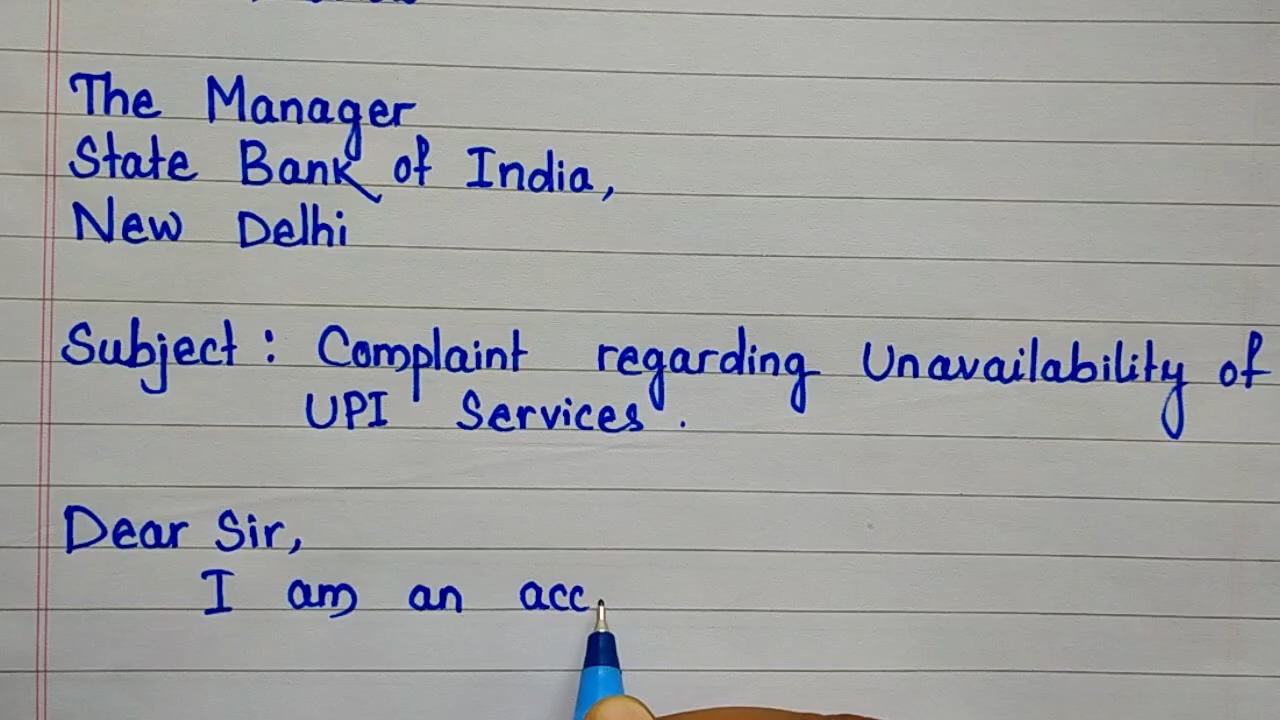 The Manager
State Bank of India,
New Delhi
Subject : Complaint regarding Unavailability of
UPI Services .
Dear Sir,
I am an acc